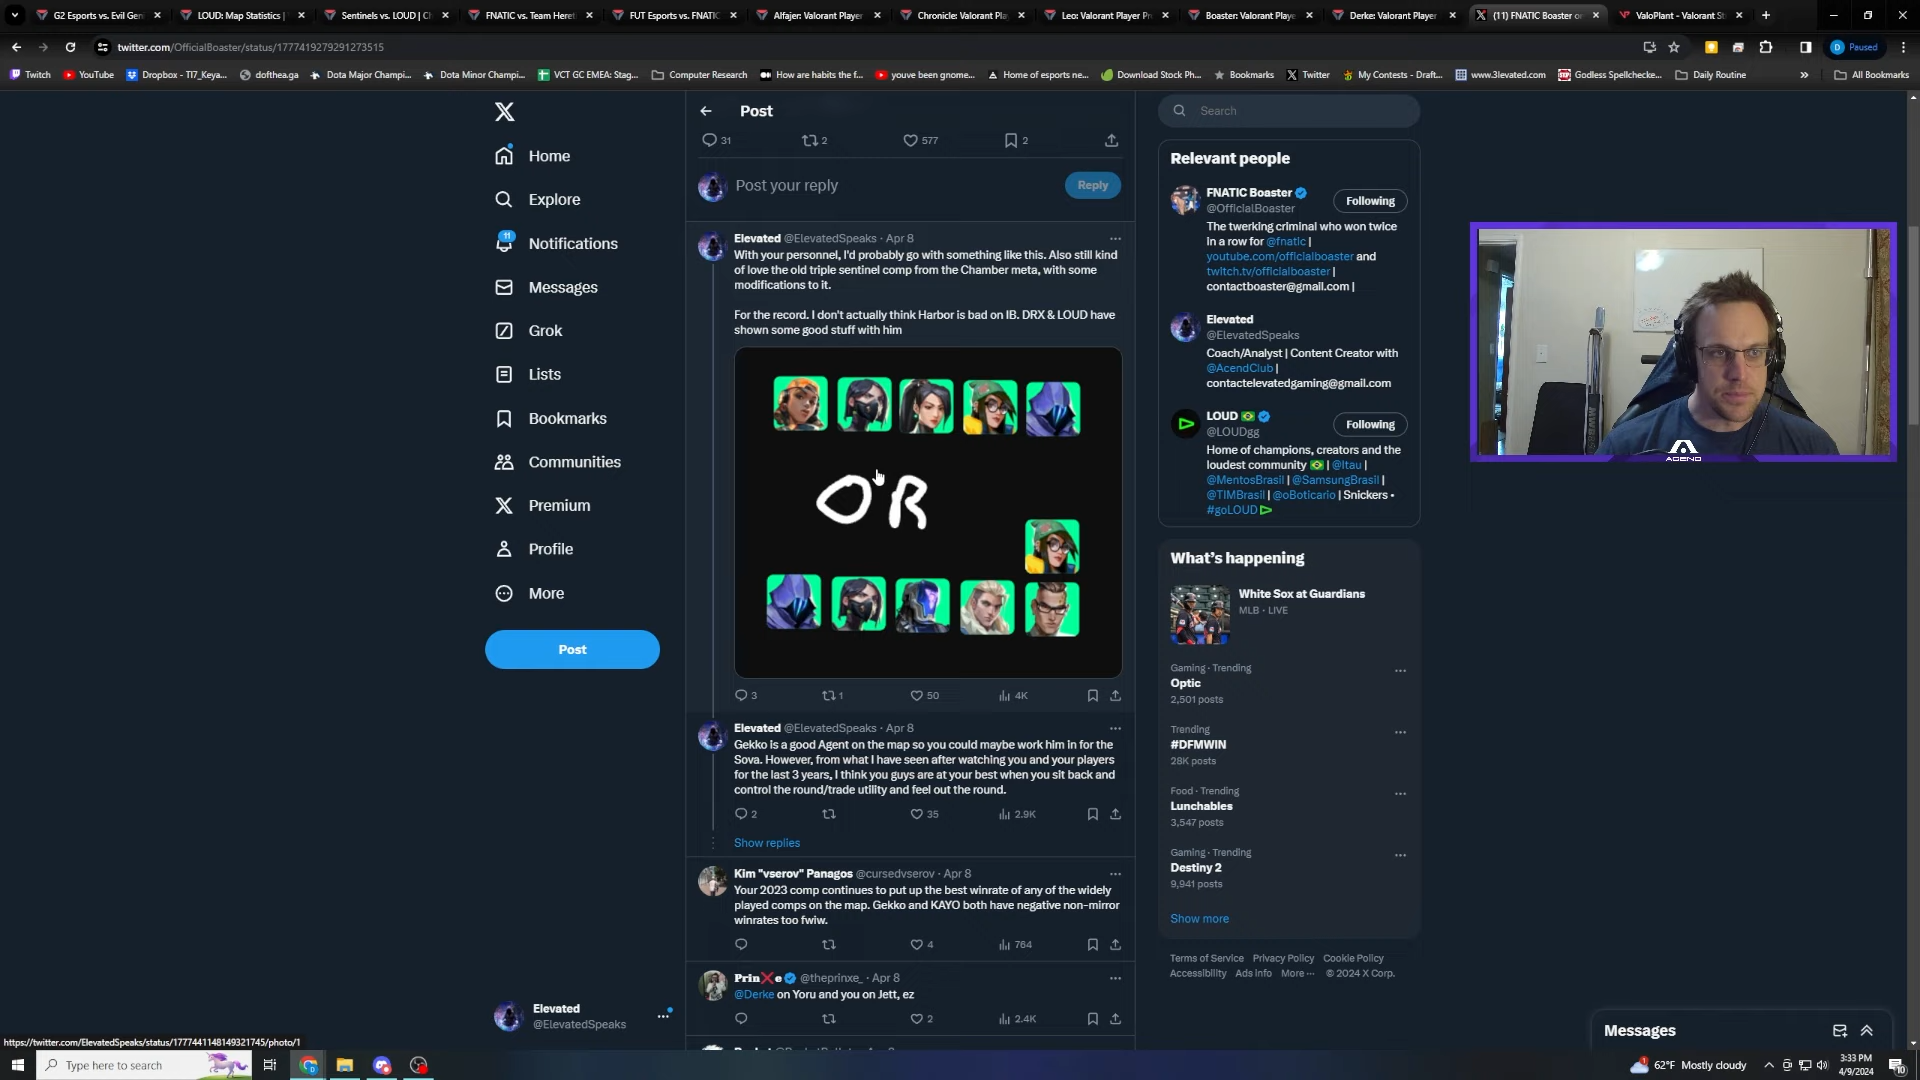 G2 Esports vs. Evil Geni
LOUD: Map Statistics |
Sentinels vs. LOUD | Ch
FNATIC vs. Team Hereti
FUT Esports vs. FNATIC
Alfajer: Valorant Player
Chronicle: Valorant Play
Leo: Valorant Player Pro
Boaster: Valorant Player
Derke: Valorant Player
(11) FNATIC Boaster on
ValoPlant - Valorant St
twitter.com/OfficialBoaster/status/1777419279291273515
D Paused
Twitch
YouTube
Dropbox - TI7_Keya...
dofthea.ga
Dota Major Champi...
Dota Minor Champi...
VCT GC EMEA: Stag...
Computer Research
How are habits the f...
youve been gnome...
Home of esports ne...
Download Stock Ph...
Bookmarks
Twitter
My Contests - Draft...
www.3levated.com
Godless Spellchecke...
Daily Routine
All Bookmarks
Home
Explore
11
Notifications
Messages
Grok
Lists
Bookmarks
Communities
Premium
Profile
More
Post
Elevated
@ElevatedSpeaks
Post
31 2 577 2
Post your reply
Reply
Elevated @ElevatedSpeaks · Apr 8
With your personnel, I'd probably go with something like this. Also still kind
of love the old triple sentinel comp from the Chamber meta, with some
modifications to it.
For the record. I don't actually think Harbor is bad on IB. DRX & LOUD have
shown some good stuff with him
OR
3 1 50 4K
Elevated @ElevatedSpeaks · Apr 8
Gekko is a good Agent on the map so you could maybe work him in for the
Sova. However, from what I have seen after watching you and your players
for the last 3 years, I think you guys are at your best when you sit back and
control the round/trade utility and feel out the round.
2 35 2.9K
Show replies
Kim "vserov" Panagos @cursedvserov · Apr 8
Your 2023 comp continues to put up the best winrate of any of the widely
played comps on the map. Gekko and KAYO both have negative non-mirror
winrates too fwiw.
4 764
Prin❌e @theprinxe_ · Apr 8
@Derke on Yoru and you on Jett, ez
2 2.4K
Search
Relevant people
FNATIC Boaster
@OfficialBoaster
Following
The twerking criminal who won twice
in a row for @fnatic |
youtube.com/officialboaster and
twitch.tv/officialboaster |
contactboaster@gmail.com |
Elevated
@ElevatedSpeaks
Coach/Analyst | Content Creator with
@AcendClub |
contactelevatedgaming@gmail.com
LOUD 🇧🇷
@LOUDgg
Following
Home of champions, creators and the
loudest community 🇧🇷 | @Itau |
@MentosBrasil | @SamsungBrasil |
@TIMBrasil | @oBoticario | Snickers •
#goLOUD
What's happening
White Sox at Guardians
MLB · LIVE
Gaming · Trending
Optic
2,501 posts
Trending
#DFMWIN
28K posts
Food · Trending
Lunchables
3,547 posts
Gaming · Trending
Destiny 2
9,941 posts
Show more
Terms of Service Privacy Policy Cookie Policy
Accessibility Ads info More ··· © 2024 X Corp.
Messages
https://twitter.com/ElevatedSpeaks/status/1777441148149321745/photo/1
Type here to search
62°F Mostly cloudy
3:33 PM
4/9/2024